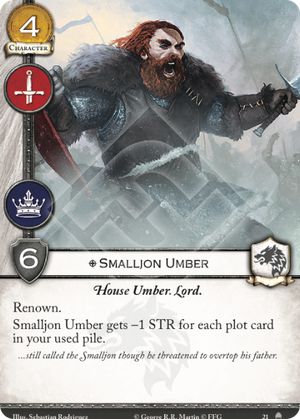 4
CHARACTER
6
SMALLJON UMBER
House Umber. Lord.
Renown.
Smalljon Umber gets −1 STR for each plot card
in your used pile.
...still called the Smalljon though he threatened to overtop his father.
Illus. Sebastian Rodriguez © George R.R. Martin © FFG 21